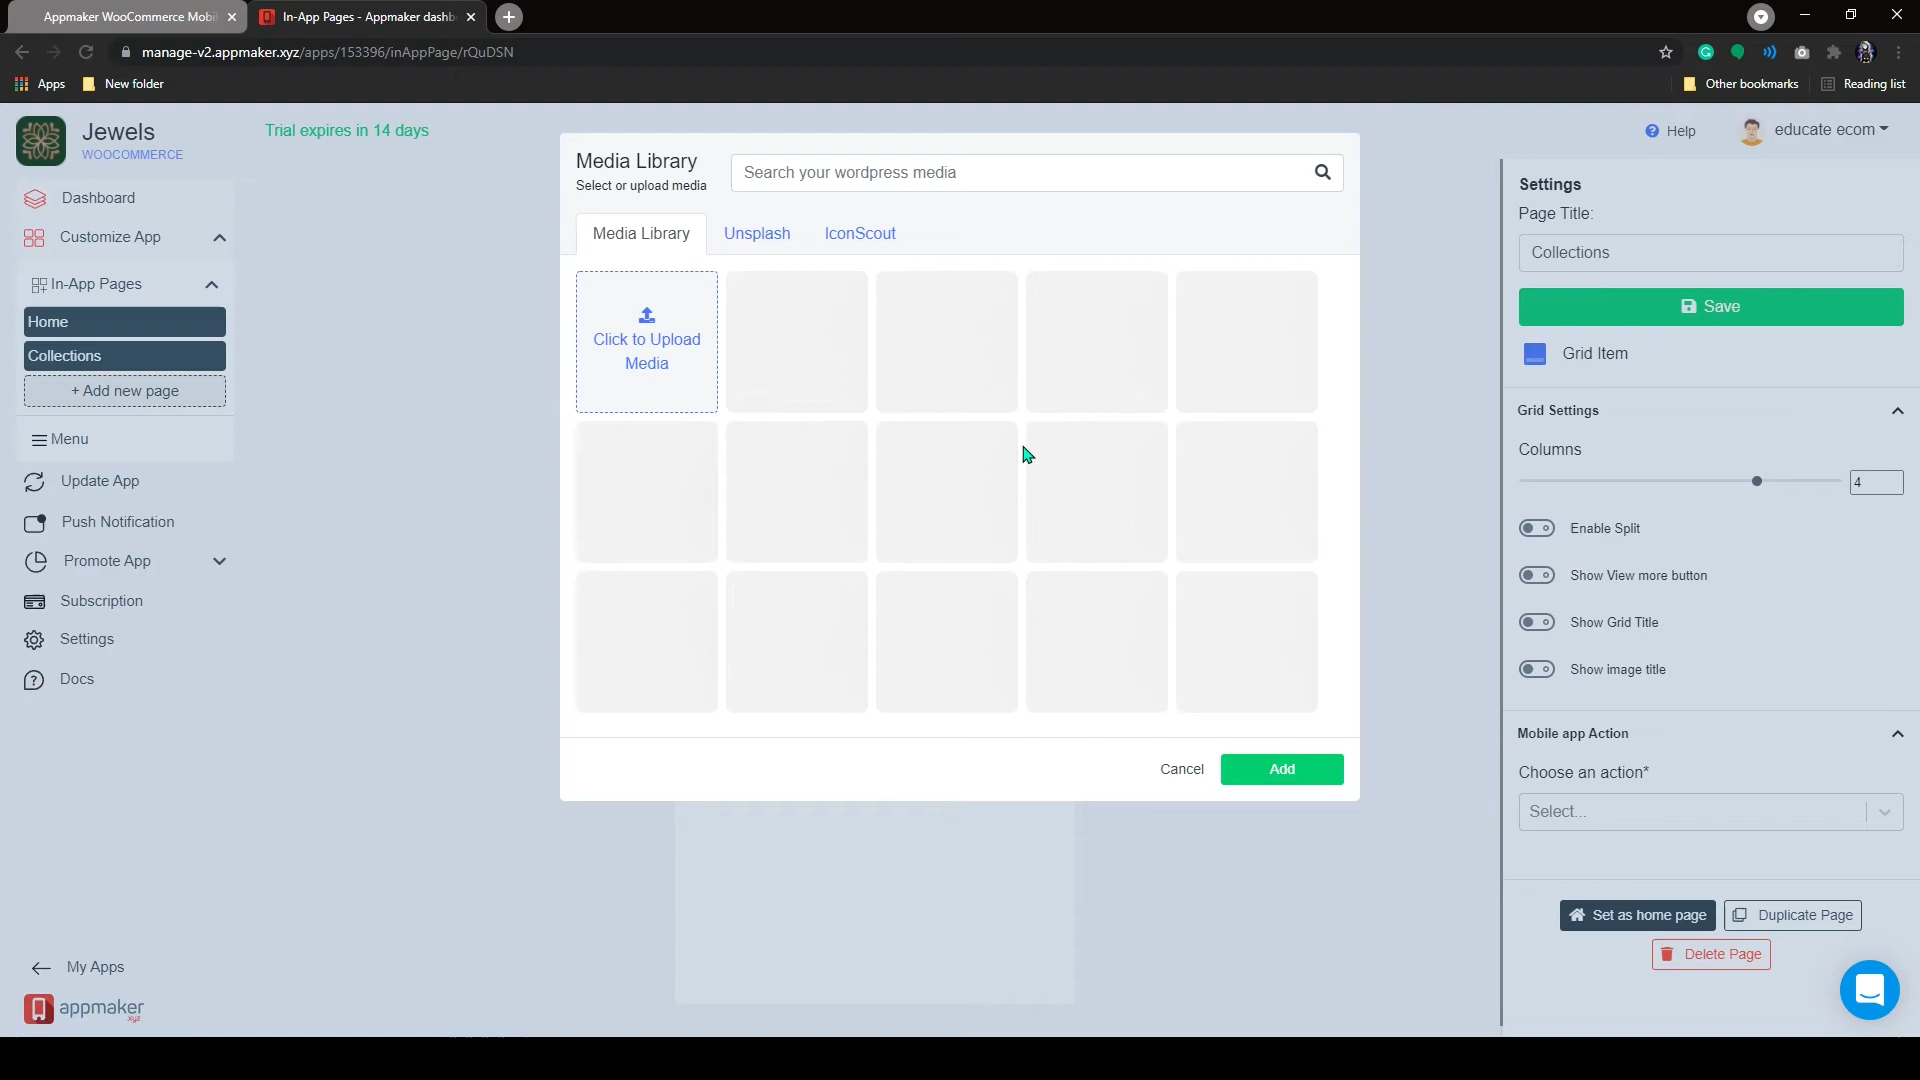 Appmaker WooCommerce Mobil
In-App Pages - Appmaker dashb
manage-v2.appmaker.xyz/apps/153396/inAppPage/rQuDSN
Apps
New folder
Other bookmarks
Reading list
Jewels
WOOCOMMERCE
Trial expires in 14 days
Help
educate ecom
Dashboard
Customize App
In-App Pages
Home
Collections
+ Add new page
Menu
Update App
Push Notification
Promote App
Subscription
Settings
Docs
My Apps
appmaker
xyz
Media Library
Select or upload media
Search your wordpress media
Media Library
Unsplash
IconScout
Click to Upload
Media
Cancel
Add
Settings
Page Title:
Collections
Save
Grid Item
Grid Settings
Columns
4
Enable Split
Show View more button
Show Grid Title
Show image title
Mobile app Action
Choose an action*
Select...
Set as home page
Duplicate Page
Delete Page